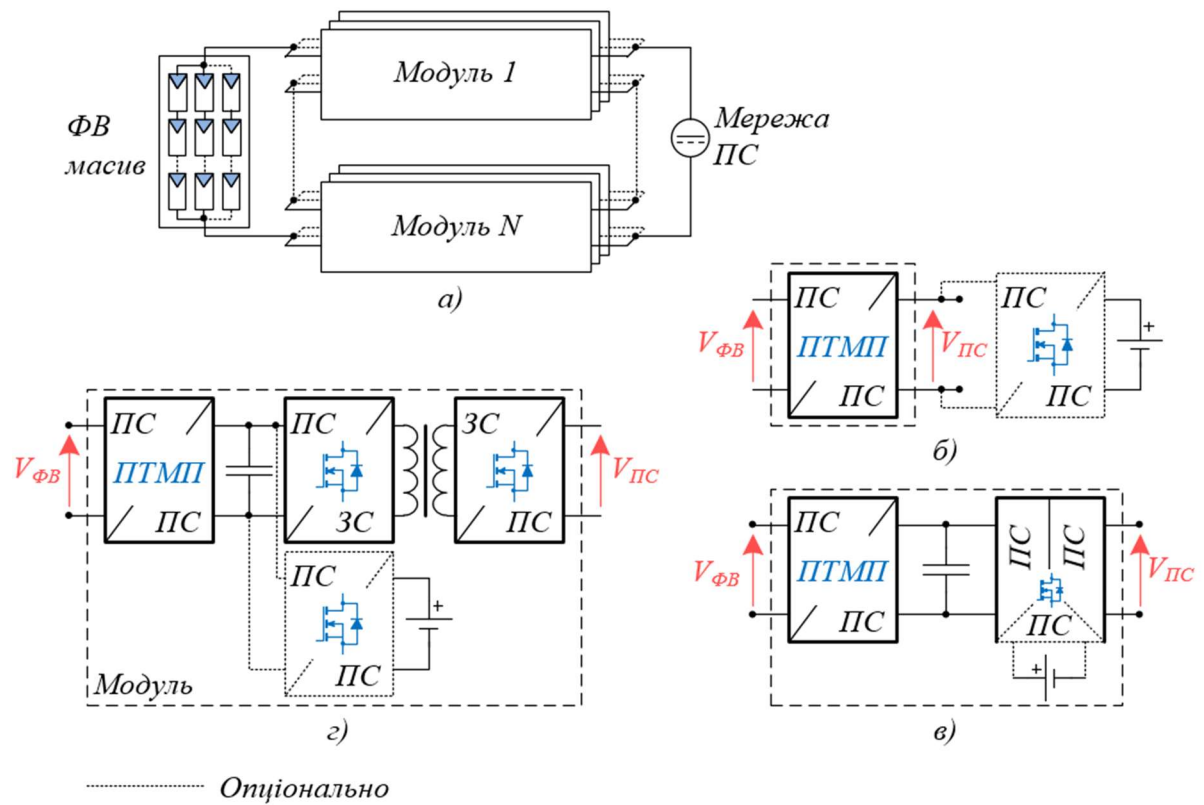 Модуль 1
ФВ
масив
Мережа
ПС
Модуль N
а)
ПС
ПТМП
ПС
V_ФВ
V_ПС
ПС
ПС
+
б)
ПС
ПТМП
ПС
V_ФВ
ПС
ЗС
ЗС
ПС
V_ПС
ПС
ПС
+
Модуль
г)
ПС
ПТМП
ПС
V_ФВ
ПС
ПС
ПС
V_ПС
+
в)
Опціонально